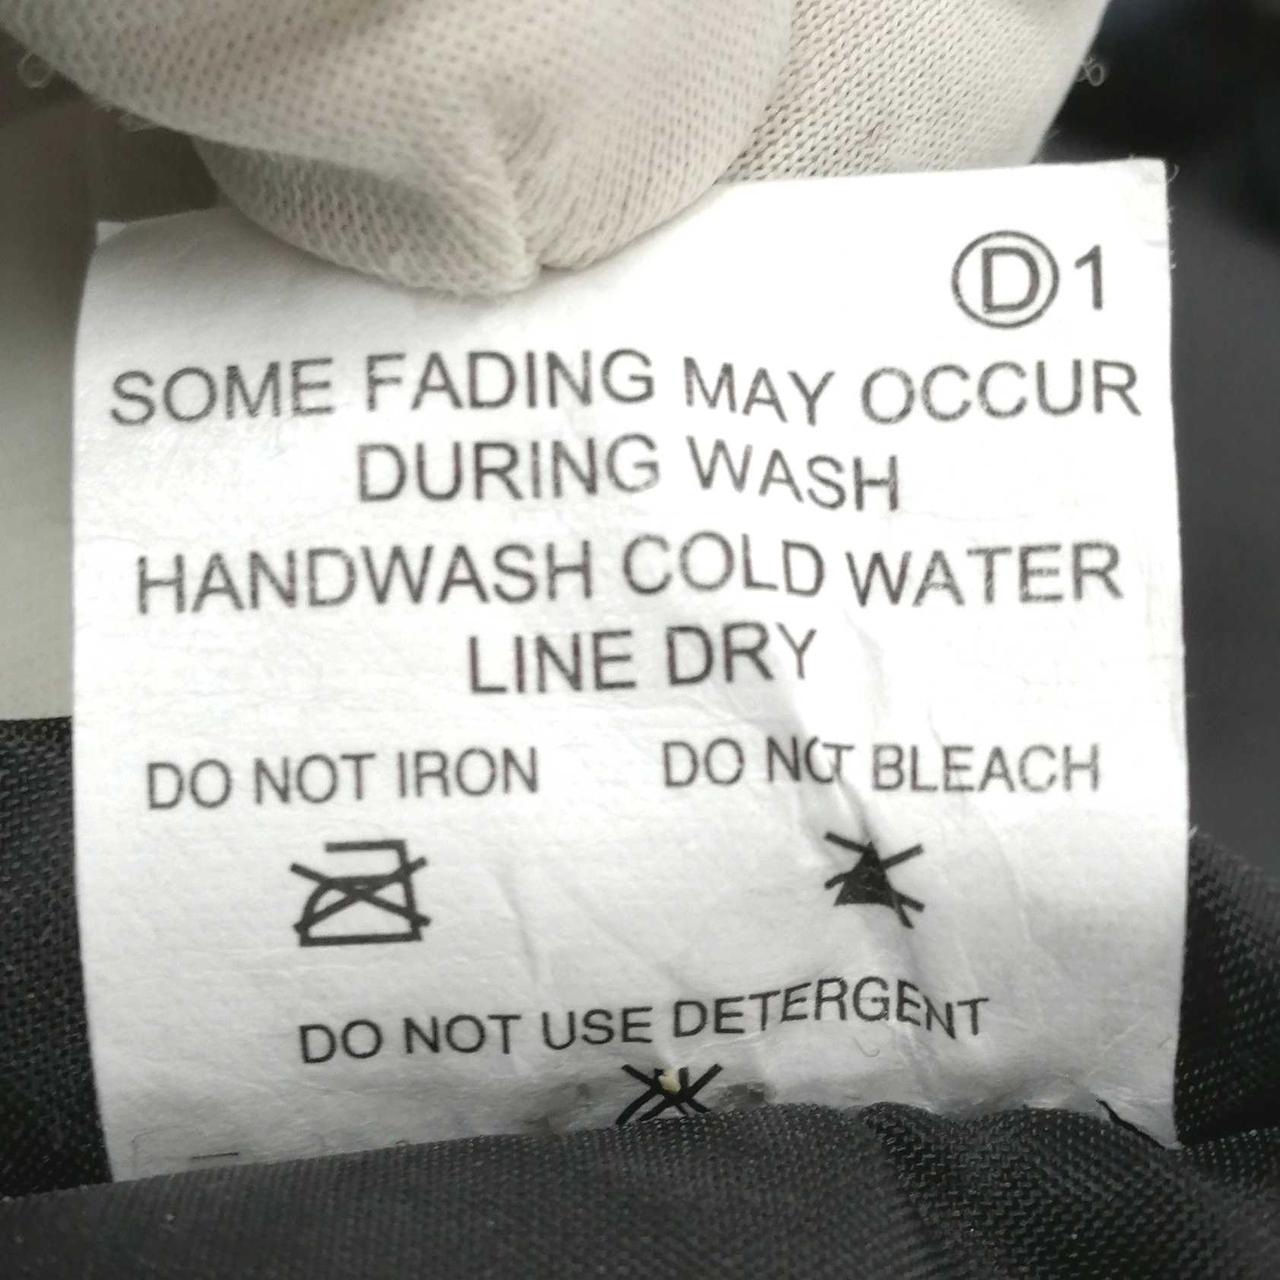 Ⓓ1
SOME FADING MAY OCCUR
DURING WASH
HANDWASH COLD WATER
LINE DRY
DO NOT IRON DO NOT BLEACH
DO NOT USE DETERGENT